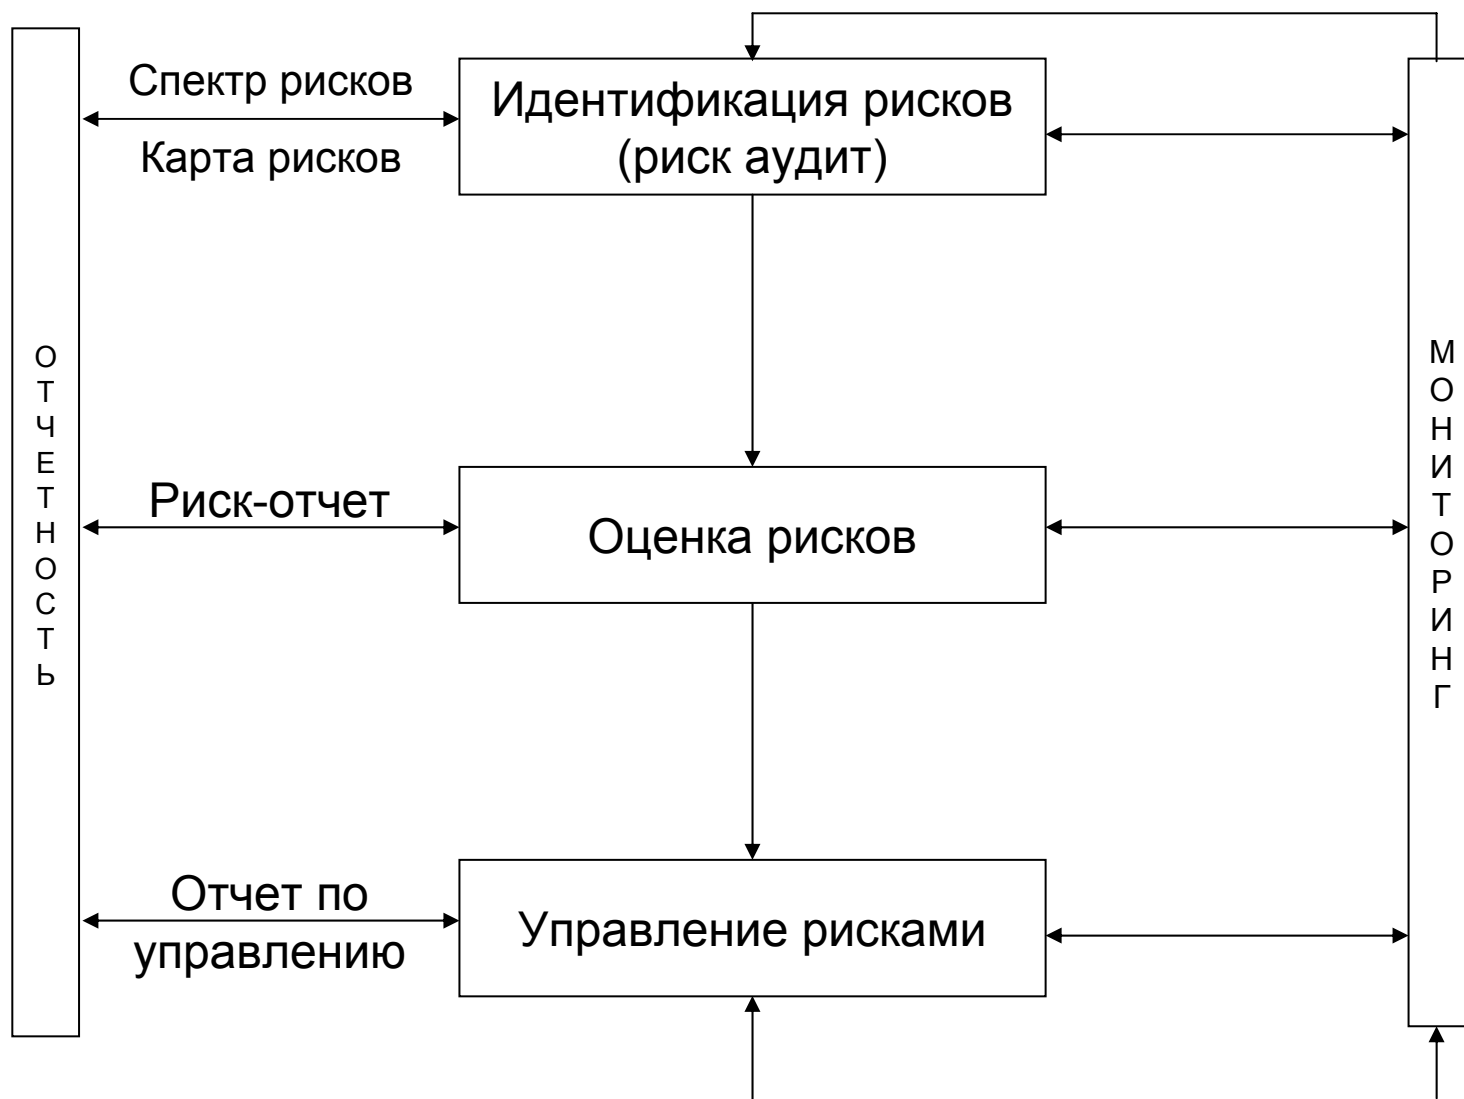 Спектр рисков
Карта рисков
Идентификация рисков
(риск аудит)
О
Т
Ч
Е
Т
Н
О
С
Т
Ь
М
О
Н
И
Т
О
Р
И
Н
Г
Риск-отчет
Оценка рисков
Отчет по
управлению
Управление рисками